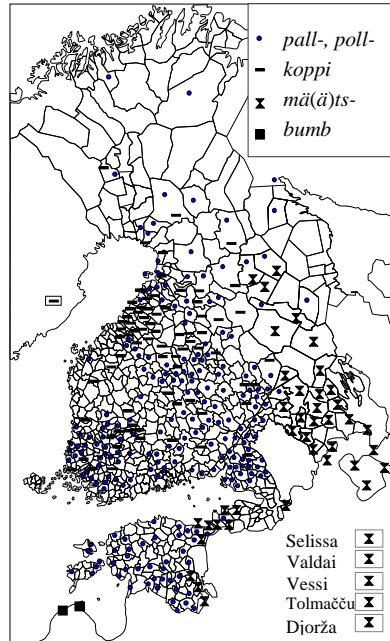 pall-, poll-
koppi
mä(ä)ts-
bumb
Selissa
Valdai
Vessi
Tolmačču
Djorža